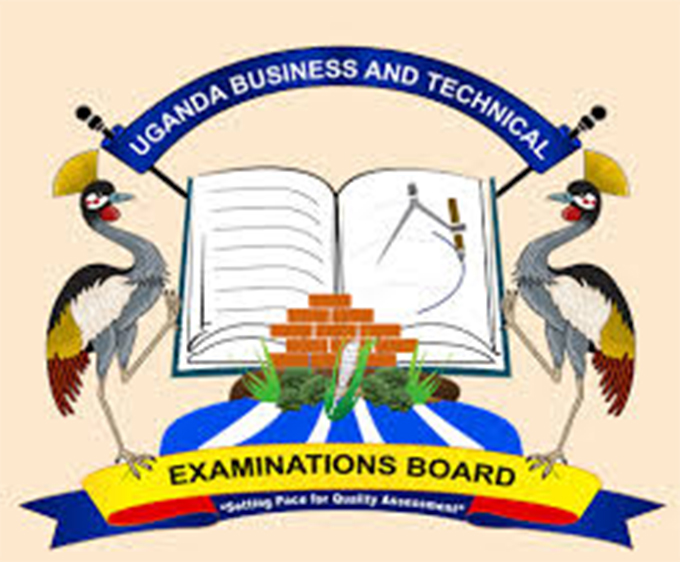 UGANDA BUSINESS AND TECHNICAL
EXAMINATIONS BOARD
"Setting Pace for Quality Assessment"